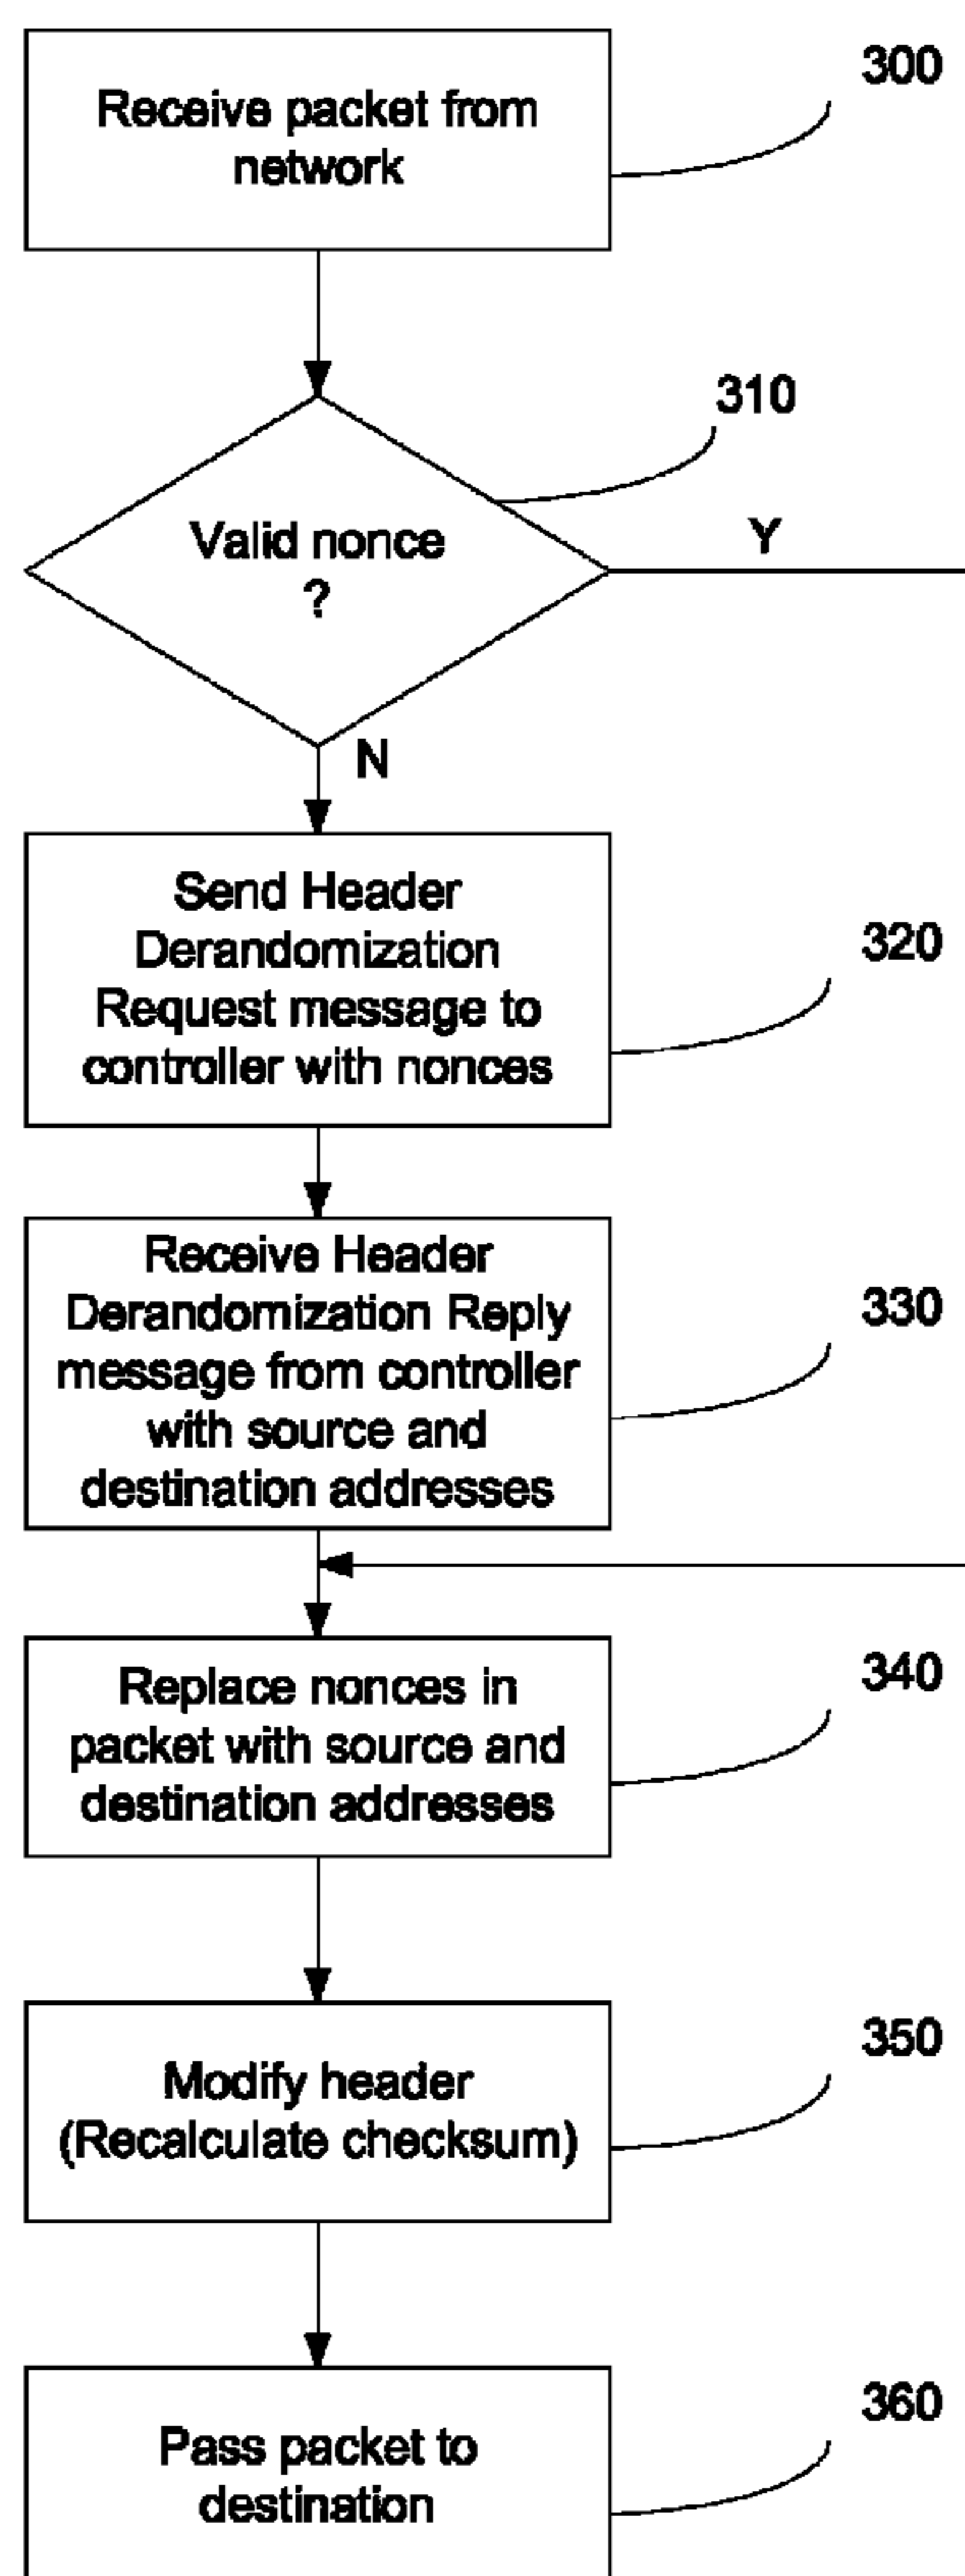 Receive packet from
network
300
310
Valid nonce
?
Y
N
Send Header
Derandomization
Request message to
controller with nonces
320
Receive Header
Derandomization Reply
message from controller
with source and
destination addresses
330
Replace nonces in
packet with source and
destination addresses
340
Modify header
(Recalculate checksum)
350
Pass packet to
destination
360